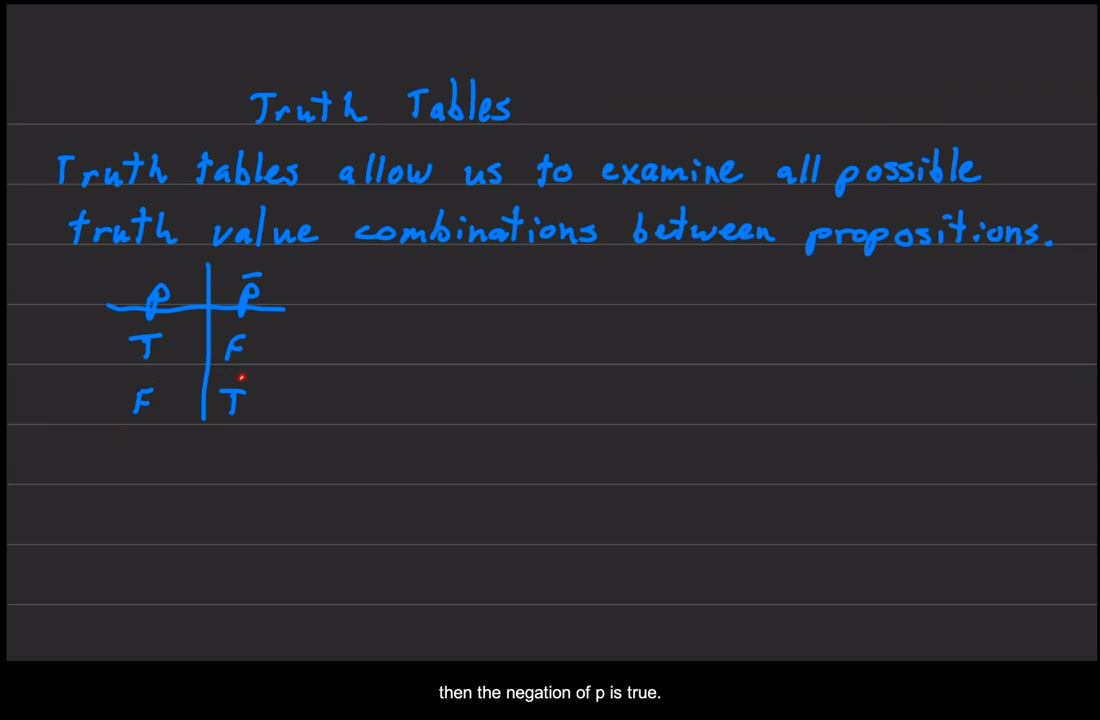 Truth Tables
Truth tables allow us to examine all possible
truth value combinations between propositions.
p p̄
T F
F T
then the negation of p is true.